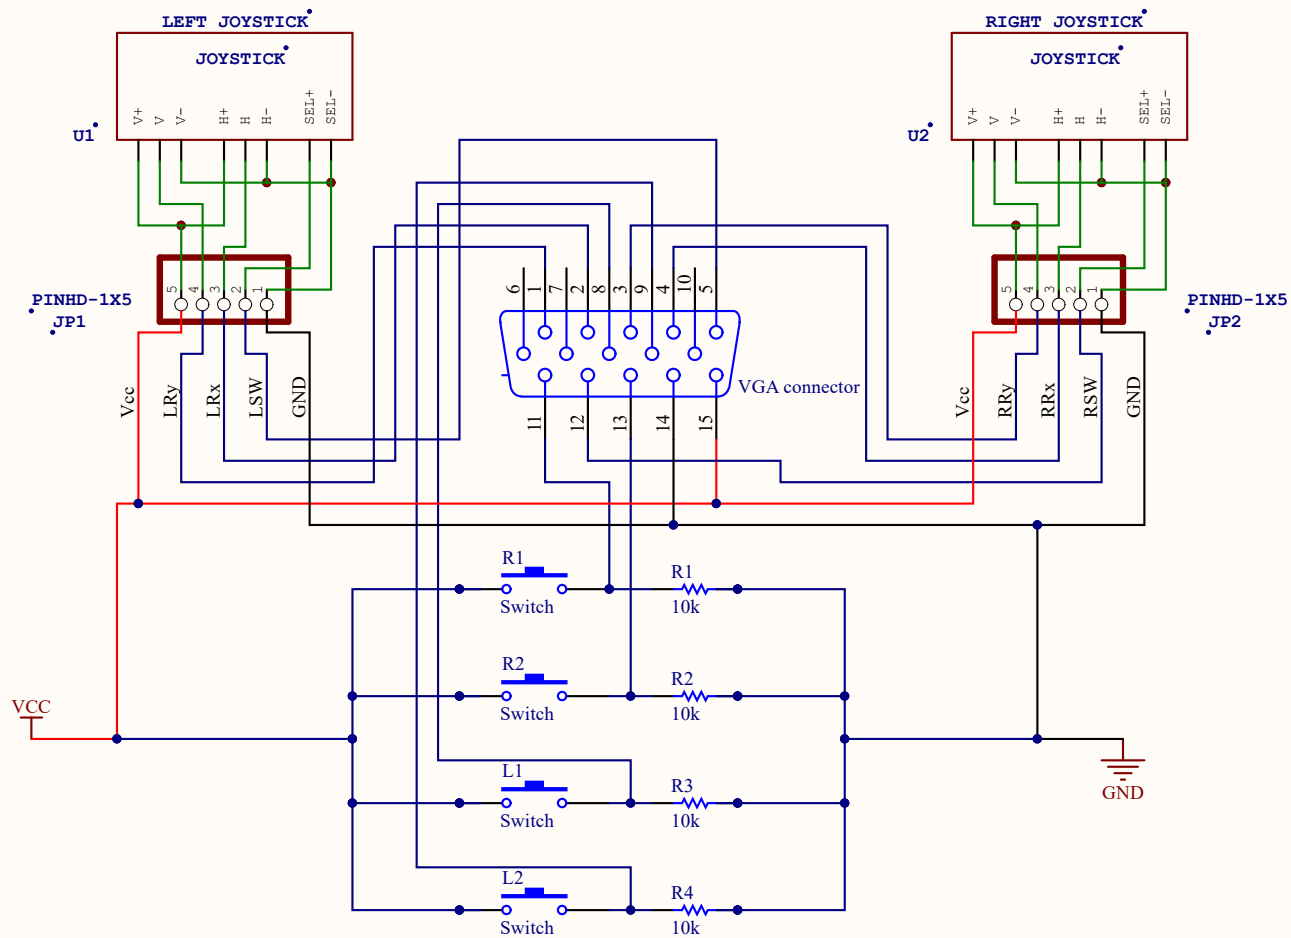 LEFT JOYSTICK
RIGHT JOYSTICK
JOYSTICK
JOYSTICK
V+ V V- H+ H H- SEL+ SEL-
V+ V V- H+ H H- SEL+ SEL-
U1
U2
6 1 7 2 8 3 9 4 10 5
5 4 3 2 1
5 4 3 2 1
PINHD-1X5
JP1
PINHD-1X5
JP2
VGA connector
Vcc LRy LRx LSW GND
11 12 13 14 15
Vcc RRy RRx RSW GND
R1
Switch
R1
10k
R2
Switch
R2
10k
VCC
L1
Switch
R3
10k
GND
L2
Switch
R4
10k